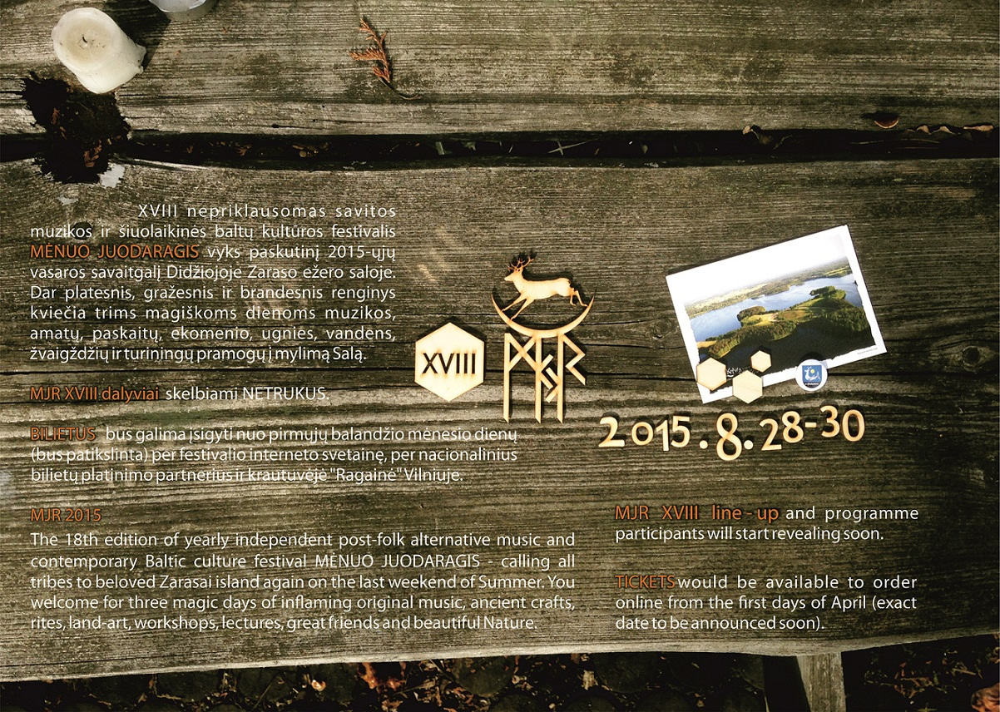 XVIII nepriklausomas savitos
muzikos ir šiuolaikinės baltų kultūros festivalis
MĖNUO JUODARAGIS vyks paskutinį 2015-ųjų
vasaros savaitgalį Didžiojoje Zaraso ežero saloje.
Dar platesnis, gražesnis ir brandesnis renginys
kviečia trims magiškoms dienoms muzikos,
amatų, paskaitų, ekomenio, ugnies, vandens,
žvaigždžių ir turiningų pramogų į mylimą Salą.
MJR XVIII dalyviai skelbiami NETRUKUS.
BILIETUS bus galima įsigyti nuo pirmųjų balandžio mėnesio dienų
(bus patikslinta) per festivalio interneto svetainę, per nacionalinius
bilietų platinimo partnerius ir krautuvėje "Ragainė" Vilniuje.
XVIII
MJR
2015.8.28-30
MJR 2015
The 18th edition of yearly independent post-folk alternative music and
contemporary Baltic culture festival MĖNUO JUODARAGIS - calling all
tribes to beloved Zarasai island again on the last weekend of Summer. You
welcome for three magic days of inflaming original music, ancient crafts,
rites, land-art, workshops, lectures, great friends and beautiful Nature.
MJR XVIII line - up and programme
participants will start revealing soon.
TICKETS would be available to order
online from the first days of April (exact
date to be announced soon).